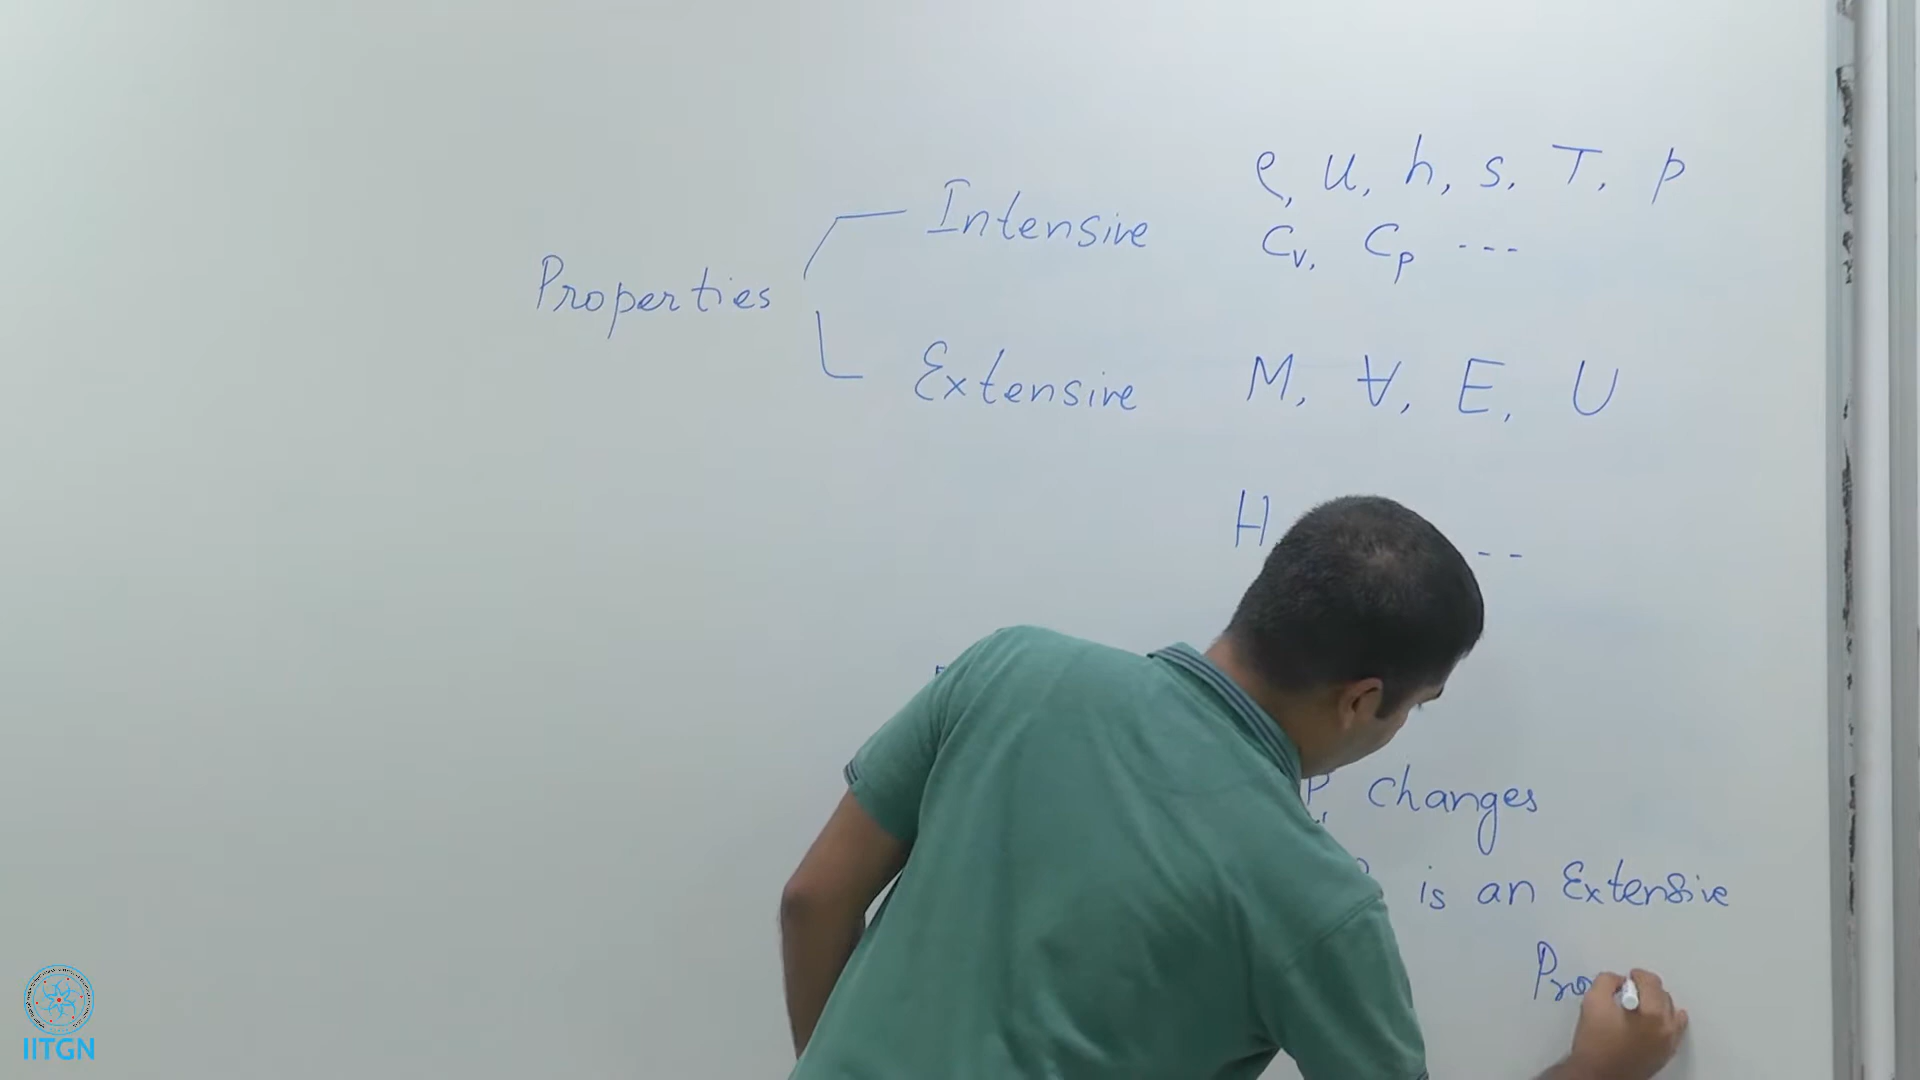 ρ, u, h, s, T, p
Intensive
Cv, Cp ---
Properties
Extensive M, V, E, U
H, --
P changes
is an Extensive
Pro
IITGN